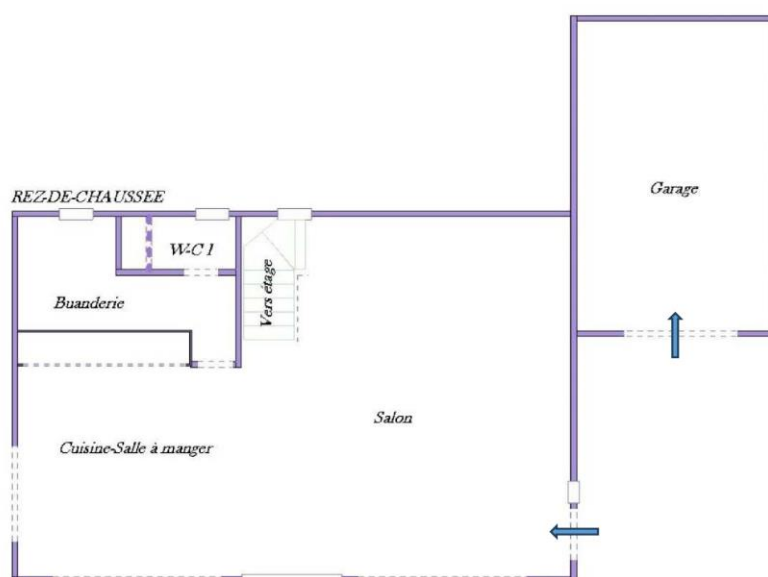 Garage
REZ-DE-CHAUSSEE
W-C 1
Vers étage
Buanderie
Salon
Cuisine-Salle à manger